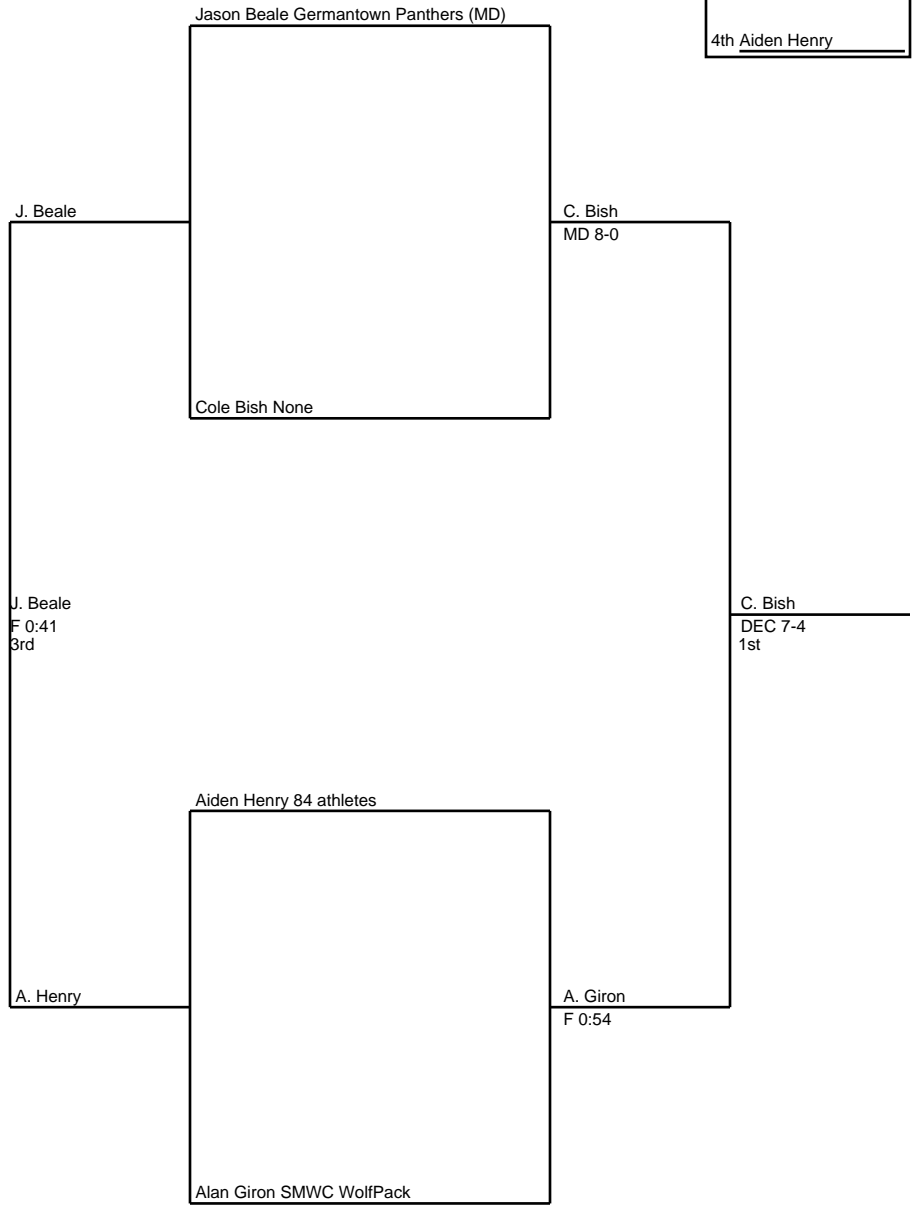 Jason Beale Germantown Panthers (MD)
4th Aiden Henry
J. Beale
C. Bish
MD 8-0
Cole Bish None
J. Beale
F 0:41
3rd
C. Bish
DEC 7-4
1st
Aiden Henry 84 athletes
A. Henry
A. Giron
F 0:54
Alan Giron SMWC WolfPack